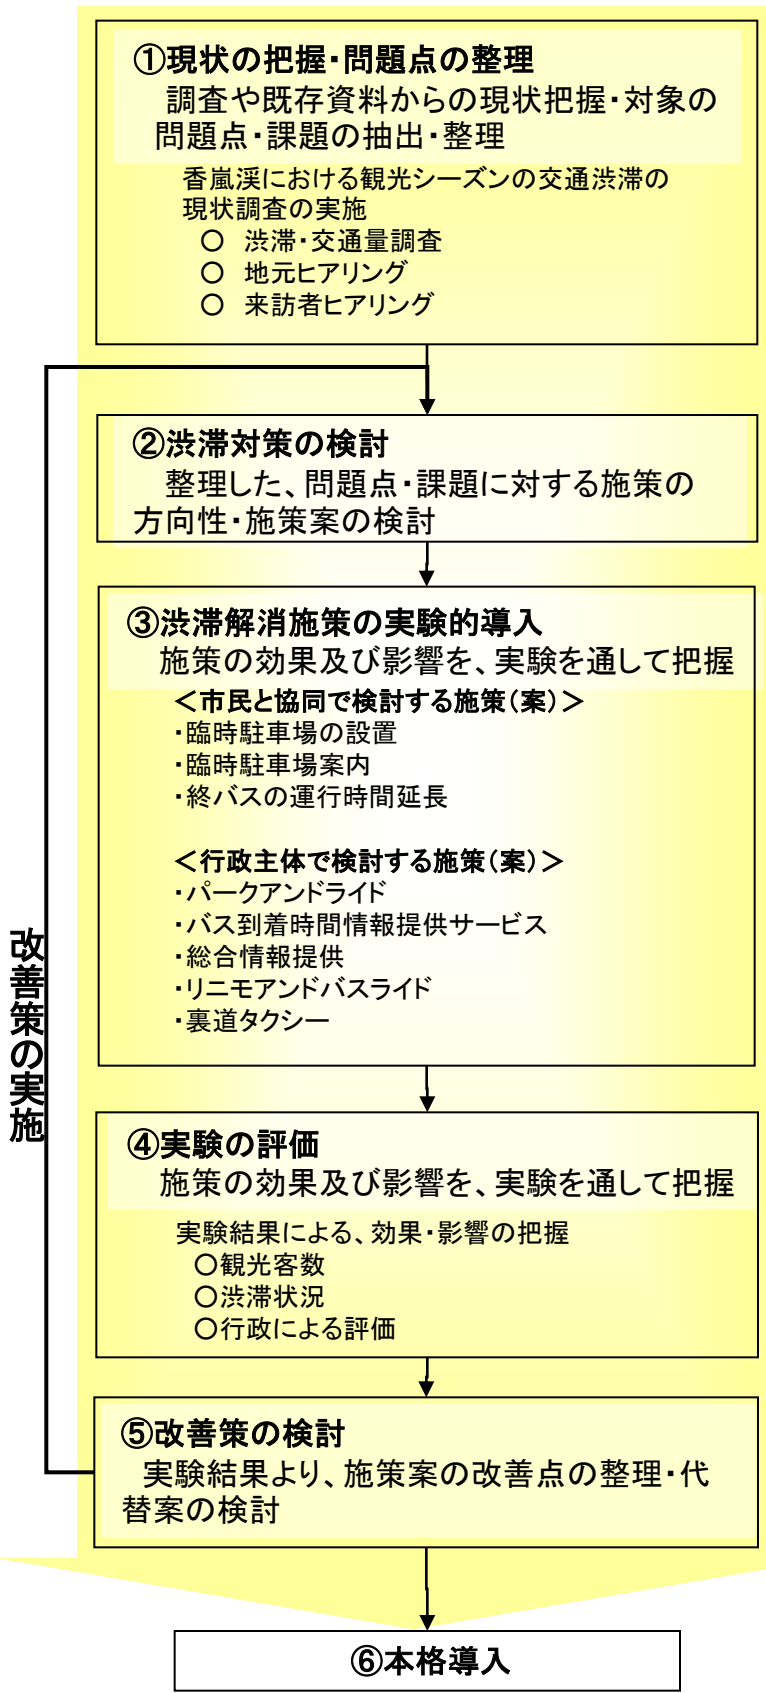 ①現状の把握・問題点の整理
調査や既存資料からの現状把握・対象の
問題点・課題の抽出・整理
香嵐渓における観光シーズンの交通渋滞の
現状調査の実施
○ 渋滞・交通量調査
○ 地元ヒアリング
○ 来訪者ヒアリング
②渋滞対策の検討
整理した、問題点・課題に対する施策の
方向性・施策案の検討
③渋滞解消施策の実験的導入
施策の効果及び影響を、実験を通して把握
＜市民と協同で検討する施策（案）＞
・臨時駐車場の設置
・臨時駐車場案内
・終バスの運行時間延長
＜行政主体で検討する施策（案）＞
・パークアンドライド
・バス到着時間情報提供サービス
・総合情報提供
・リニモアンドバスライド
・裏道タクシー
改善策の実施
④実験の評価
施策の効果及び影響を、実験を通して把握
実験結果による、効果・影響の把握
○観光客数
○渋滞状況
○行政による評価
⑤改善策の検討
実験結果より、施策案の改善点の整理・代
替案の検討
⑥本格導入